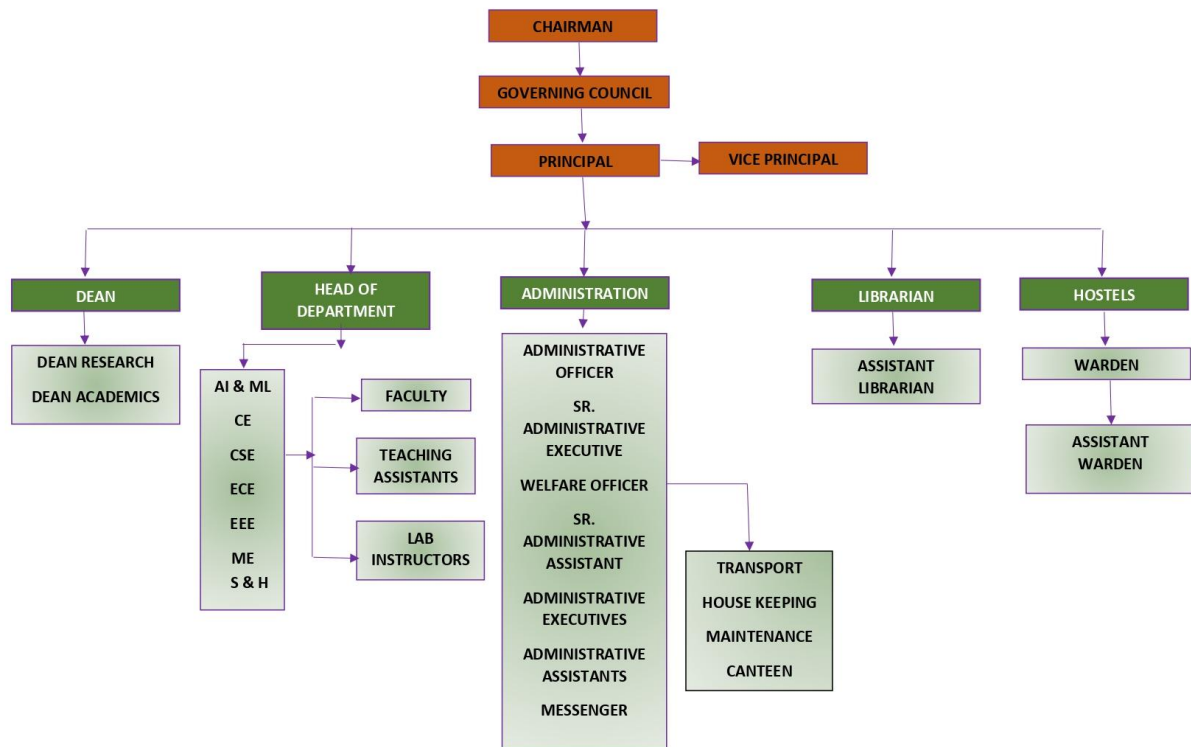 CHAIRMAN
GOVERNING COUNCIL
PRINCIPAL
VICE PRINCIPAL
DEAN
HEAD OF
DEPARTMENT
ADMINISTRATION
LIBRARIAN
HOSTELS
DEAN RESEARCH
DEAN ACADEMICS
AI & ML
CE
CSE
ECE
EEE
ME
S & H
FACULTY
TEACHING
ASSISTANTS
LAB
INSTRUCTORS
ADMINISTRATIVE
OFFICER
SR.
ADMINISTRATIVE
EXECUTIVE
WELFARE OFFICER
SR.
ADMINISTRATIVE
ASSISTANT
ADMINISTRATIVE
EXECUTIVES
ADMINISTRATIVE
ASSISTANTS
MESSENGER
TRANSPORT
HOUSE KEEPING
MAINTENANCE
CANTEEN
ASSISTANT
LIBRARIAN
WARDEN
ASSISTANT
WARDEN